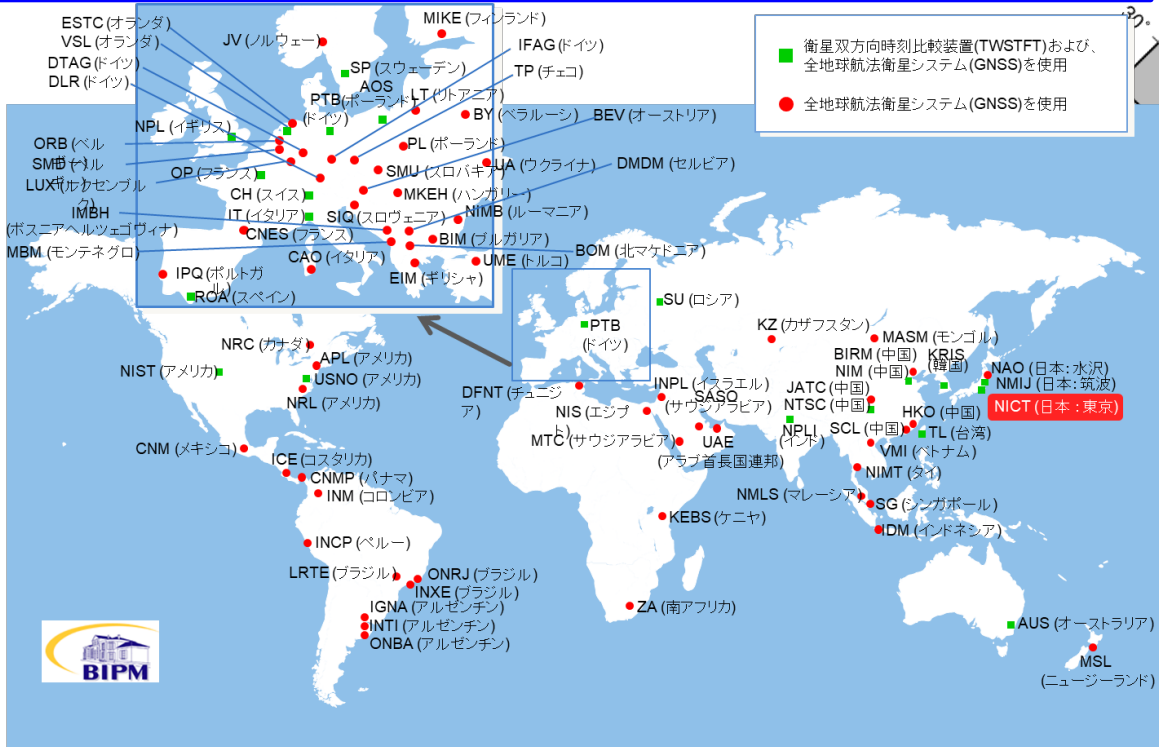 ESTC (オランダ)
VSL (オランダ)
DTAG (ドイツ)
DLR (ドイツ)
JV (ノルウェー)
MIKE (フィンランド)
IFAG (ドイツ)
TP (チェコ)
SP (スウェーデン)
AOS
(ポーランド)
PTB
(ドイツ)
LT (リトアニア)
BY (ベラルーシ)
BEV (オーストリア)
NPL (イギリス)
ORB (ベル
SMD (ベル
LUX (ルクセンブル
ク)
OP (フランス)
PL (ポーランド)
SMU (スロバキア)
UA (ウクライナ)
DMDM (セルビア)
CH (スイス)
MKEH (ハンガリー)
IMBH
(ボスニアヘルツェゴヴィナ)
IT (イタリア)
SIQ (スロヴェニア)
NIMB (ルーマニア)
CNES (フランス)
BIM (ブルガリア)
BOM (北マケドニア)
MBM (モンテネグロ)
CAO (イタリア)
UME (トルコ)
IPQ (ポルトガ
ル)
EIM (ギリシャ)
ROA (スペイン)
衛星双方向時刻比較装置(TWSTFT)および、
全地球航法衛星システム(GNSS)を使用
全地球航法衛星システム(GNSS)を使用
30°
SU (ロシア)
PTB
(ドイツ)
KZ (カザフスタン)
MASM (モンゴル)
NRC (カナダ)
APL (アメリカ)
NIST (アメリカ)
USNO (アメリカ)
NRL (アメリカ)
BIRM (中国)
KRIS
(韓国)
NIM (中国)
NAO (日本：水沢)
NMIJ (日本：筑波)
NICT (日本：東京)
JATC (中国)
NTSC (中国)
HKO (中国)
SCL (中国)
TL (台湾)
DFNT (チュニジ
ア)
INPL (イスラエル)
SASO
(サウジアラビア)
NIS (エジプ
ト)
MTC (サウジアラビア)
UAE
(アラブ首長国連邦)
NPLI
(インド)
VMI (ベトナム)
NIMT (タイ)
CNM (メキシコ)
ICE (コスタリカ)
CNMP (パナマ)
INM (コロンビア)
NMLS (マレーシア)
SG (シンガポール)
KEBS (ケニヤ)
IDM (インドネシア)
INCP (ペルー)
LRTE (ブラジル)
ONRJ (ブラジル)
INXE (ブラジル)
IGNA (アルゼンチン)
INTI (アルゼンチン)
ONBA (アルゼンチン)
ZA (南アフリカ)
AUS (オーストラリア)
MSL
(ニュージーランド)
BIPM